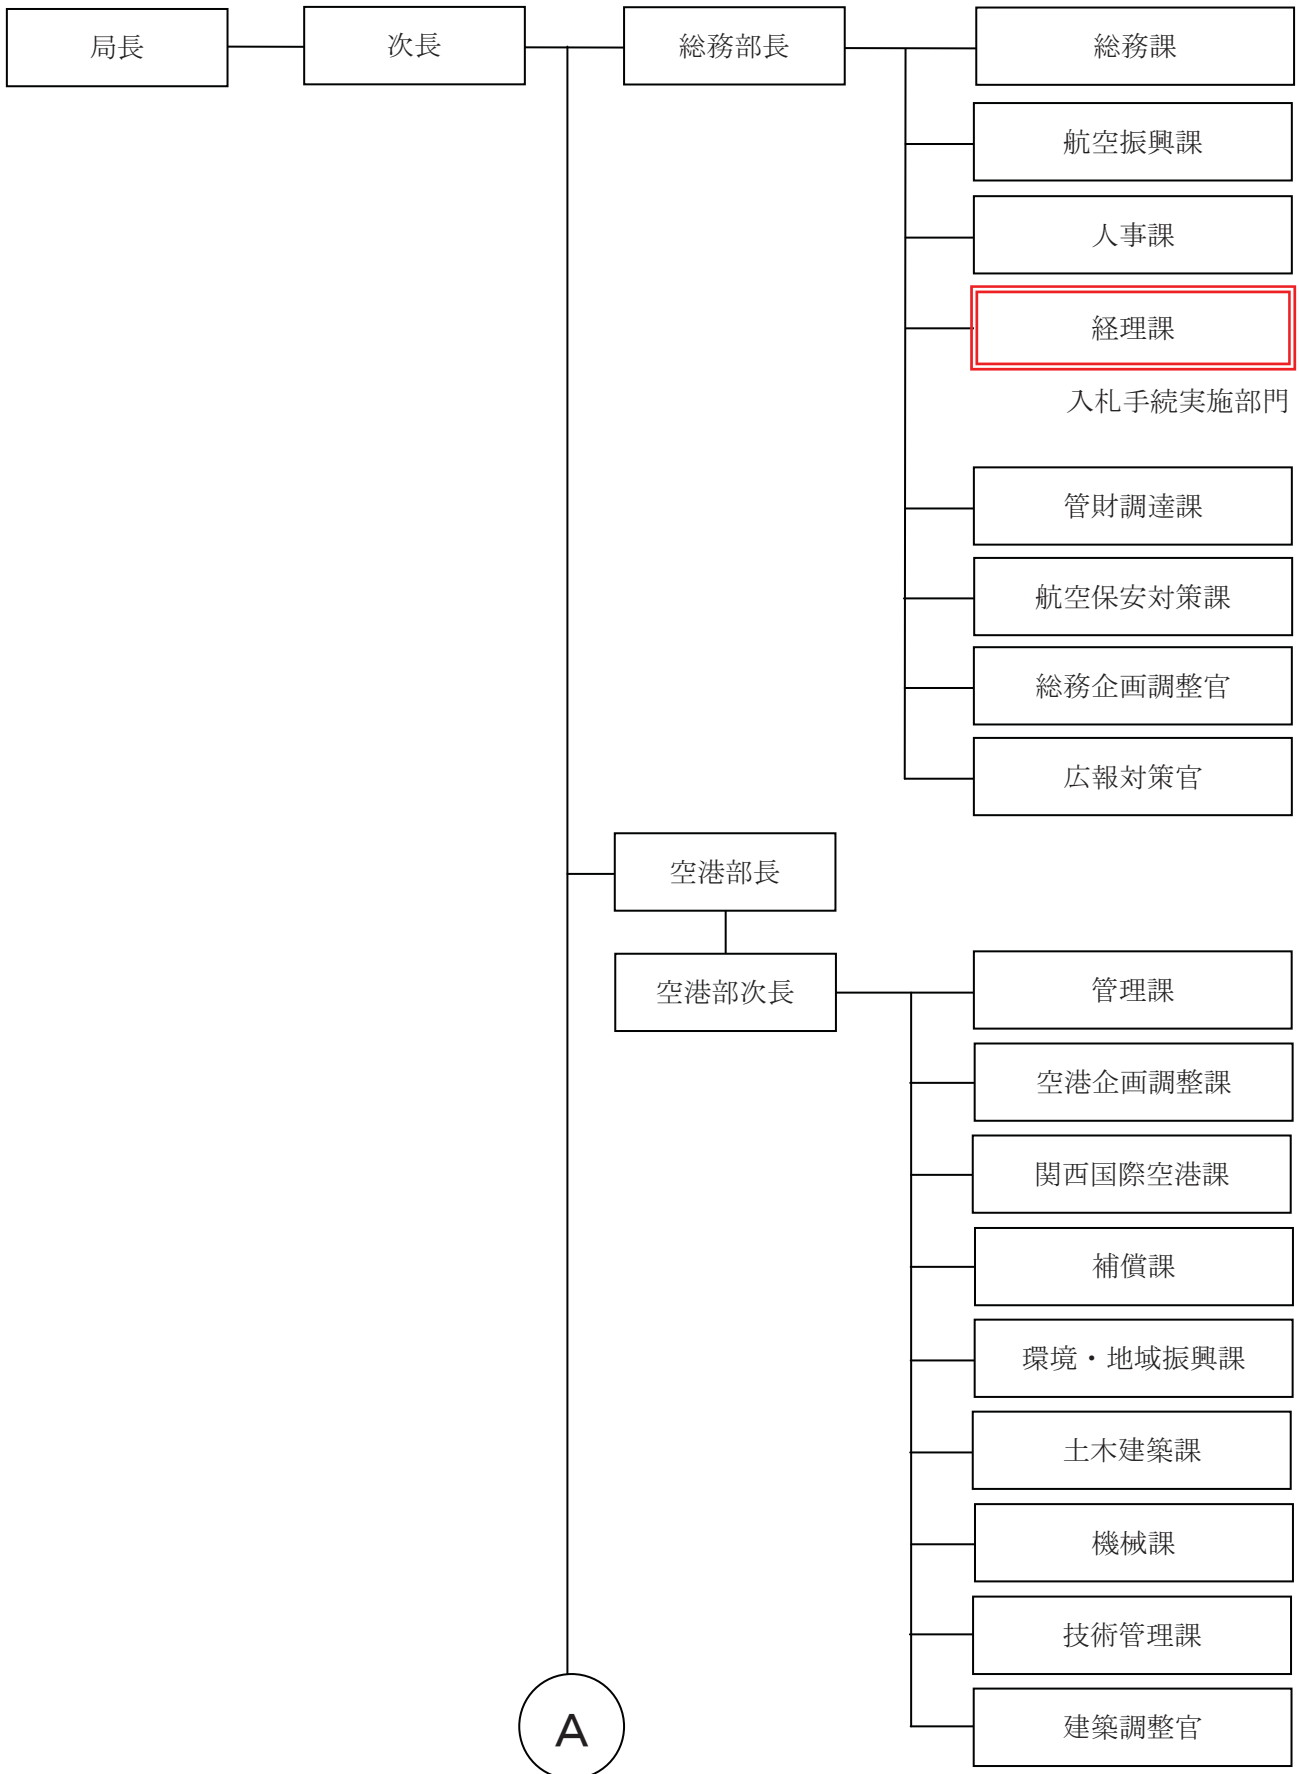 局長
次長
総務部長
総務課
航空振興課
人事課
経理課
入札手続実施部門
管財調達課
航空保安対策課
総務企画調整官
広報対策官
空港部長
空港部次長
管理課
空港企画調整課
関西国際空港課
補償課
環境・地域振興課
土木建築課
機械課
技術管理課
建築調整官
A